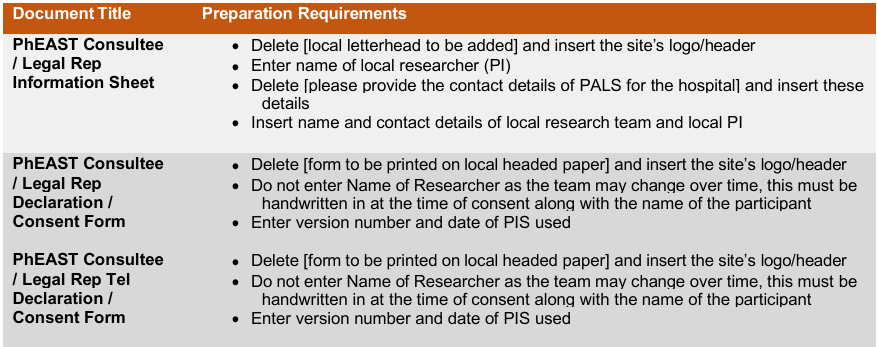 Document Title Preparation Requirements
PhEAST Consultee • Delete [local letterhead to be added] and insert the site's logo/header
/ Legal Rep • Enter name of local researcher (PI)
Information Sheet • Delete [please provide the contact details of PALS for the hospital] and insert these
details
• Insert name and contact details of local research team and local PI
PhEAST Consultee • Delete [form to be printed on local headed paper] and insert the site's logo/header
/ Legal Rep • Do not enter Name of Researcher as the team may change over time, this must be
Declaration / handwritten in at the time of consent along with the name of the participant
Consent Form • Enter version number and date of PIS used
PhEAST Consultee • Delete [form to be printed on local headed paper] and insert the site's logo/header
/ Legal Rep Tel • Do not enter Name of Researcher as the team may change over time, this must be
Declaration / handwritten in at the time of consent along with the name of the participant
Consent Form • Enter version number and date of PIS used